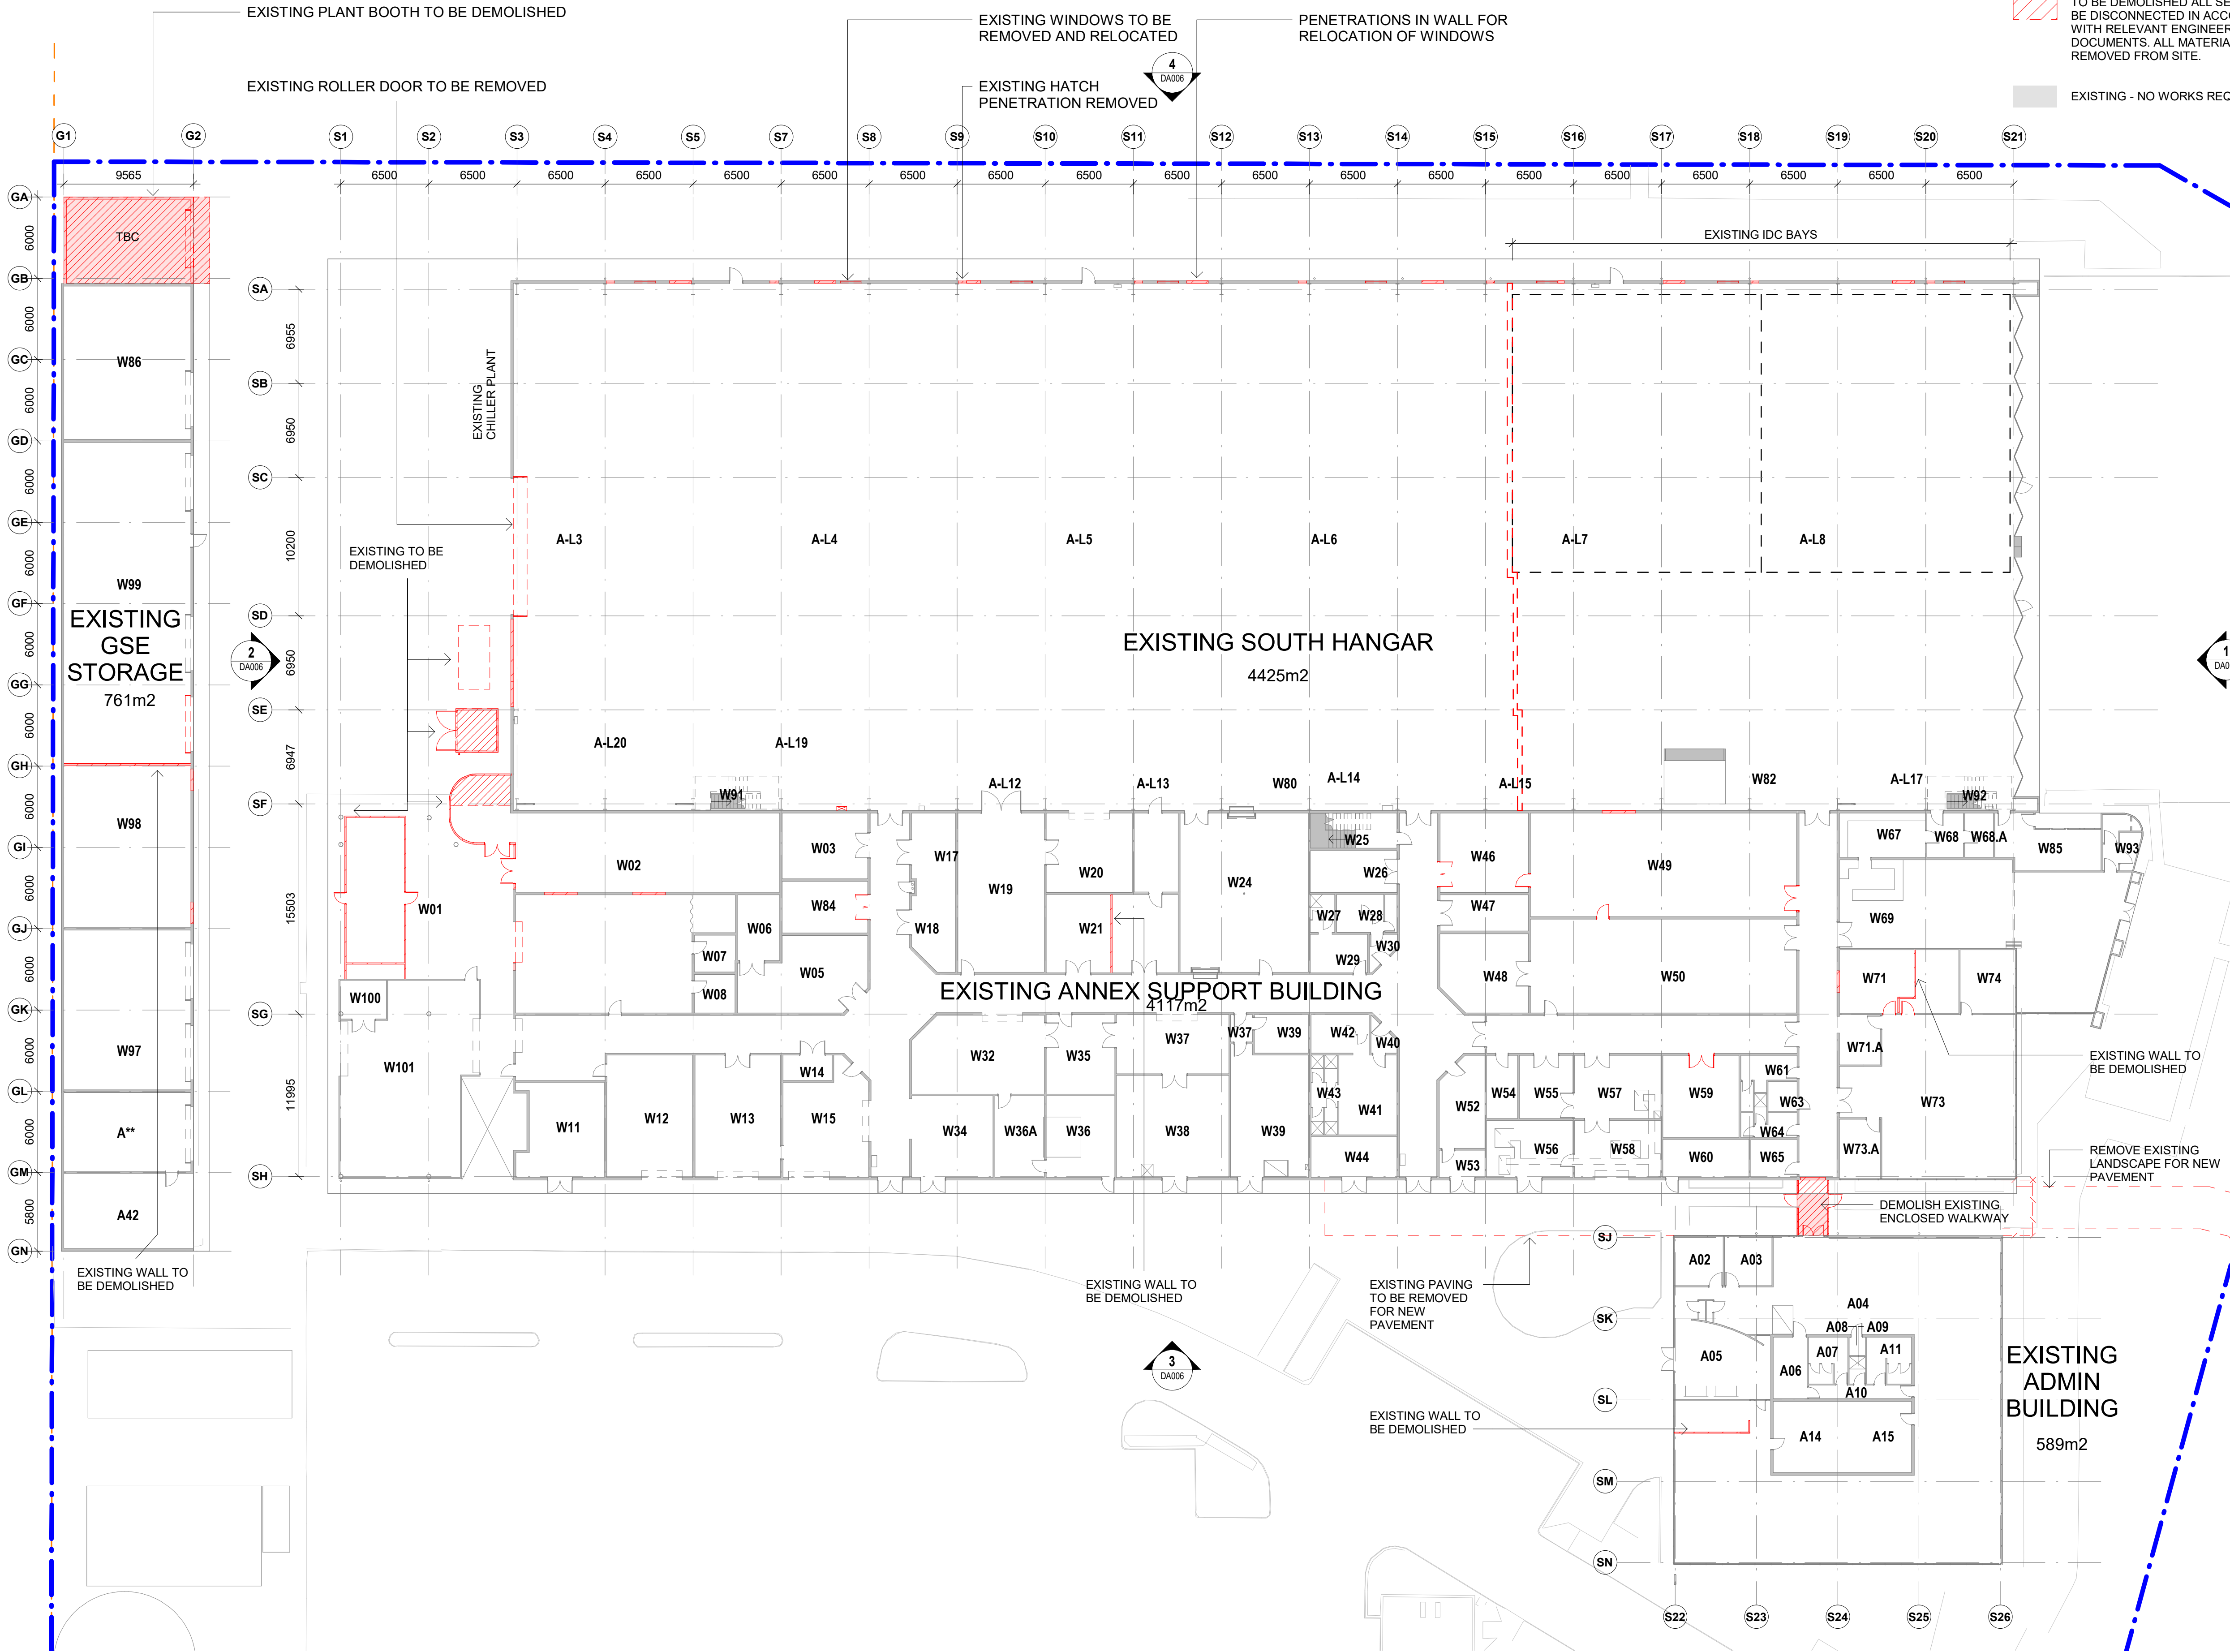 EXISTING PLANT BOOTH TO BE DEMOLISHED
EXISTING WINDOWS TO BE
REMOVED AND RELOCATED
PENETRATIONS IN WALL FOR
RELOCATION OF WINDOWS
TO BE DEMOLISHED ALL
BE DISCONNECTED IN
WITH RELEVANT
DOCUMENTS. ALL
REMOVED FROM SITE.
EXISTING - NO WORKS
4
DA006
EXISTING ROLLER DOOR TO BE REMOVED
EXISTING HATCH
PENETRATION REMOVED
G1 G2 S1 S2 S3 S4 S5 S7 S8 S9 S10 S11 S12 S13 S14 S15 S16 S17 S18 S19 S20 S21
9565 6500 6500 6500 6500 6500 6500 6500 6500 6500 6500 6500 6500 6500 6500 6500 6500 6500 6500 6500
GA
6000
GB
6000
GC
6000
GD
6000
GE
6000
GF
6000
GG
6000
GH
6000
GI
6000
GJ
6000
GK
6000
GL
6000
GM
5800
GN
TBC
W86
W99
EXISTING
GSE
STORAGE
761m2
W98
W97
A**
A42
EXISTING WALL TO
BE DEMOLISHED
SA
6955
SB
6950
SC
10200
SD
6950
SE
6947
SF
15503
SG
11995
SH
2
DA006
EXISTING
CHILLER PLANT
EXISTING TO BE
DEMOLISHED
EXISTING IDC BAYS
A-L3 A-L4 A-L5 A-L6 A-L7 A-L8
EXISTING SOUTH HANGAR
4425m2
1
A-L20 A-L19
A-L12 A-L13 W80 A-L14 A-L15 W82 A-L17
W91 W92
W01 W02 W03 W84 W05 W06 W07 W08
W17 W18 W19 W20 W21 W24 W25 W26
W27 W28 W29 W30
W46 W47 W48 W49 W50
W67 W68 W68.A W85 W93
W69 W71 W74
EXISTING ANNEX SUPPORT BUILDING
4117m2
W100 W101
W11 W12 W13 W14 W15
W32 W34 W35 W36A W36 W37 W38
W37 W39 W39 W42 W40 W43 W41 W44
W52 W53 W54 W55 W56 W57 W58
W59 W60 W61 W63 W64 W65
W71.A W73 W73.A
EXISTING WALL TO
BE DEMOLISHED
REMOVE EXISTING
LANDSCAPE FOR NEW
PAVEMENT
DEMOLISH EXISTING
ENCLOSED WALKWAY
EXISTING WALL TO
BE DEMOLISHED
EXISTING PAVING
TO BE REMOVED
FOR NEW
PAVEMENT
3
DA006
EXISTING WALL TO
BE DEMOLISHED
SJ
SK
SL
SM
SN
A02 A03
A04
A08 A09
A05 A06 A07 A11
A10
A14 A15
EXISTING
ADMIN
BUILDING
589m2
S22 S23 S24 S25 S26